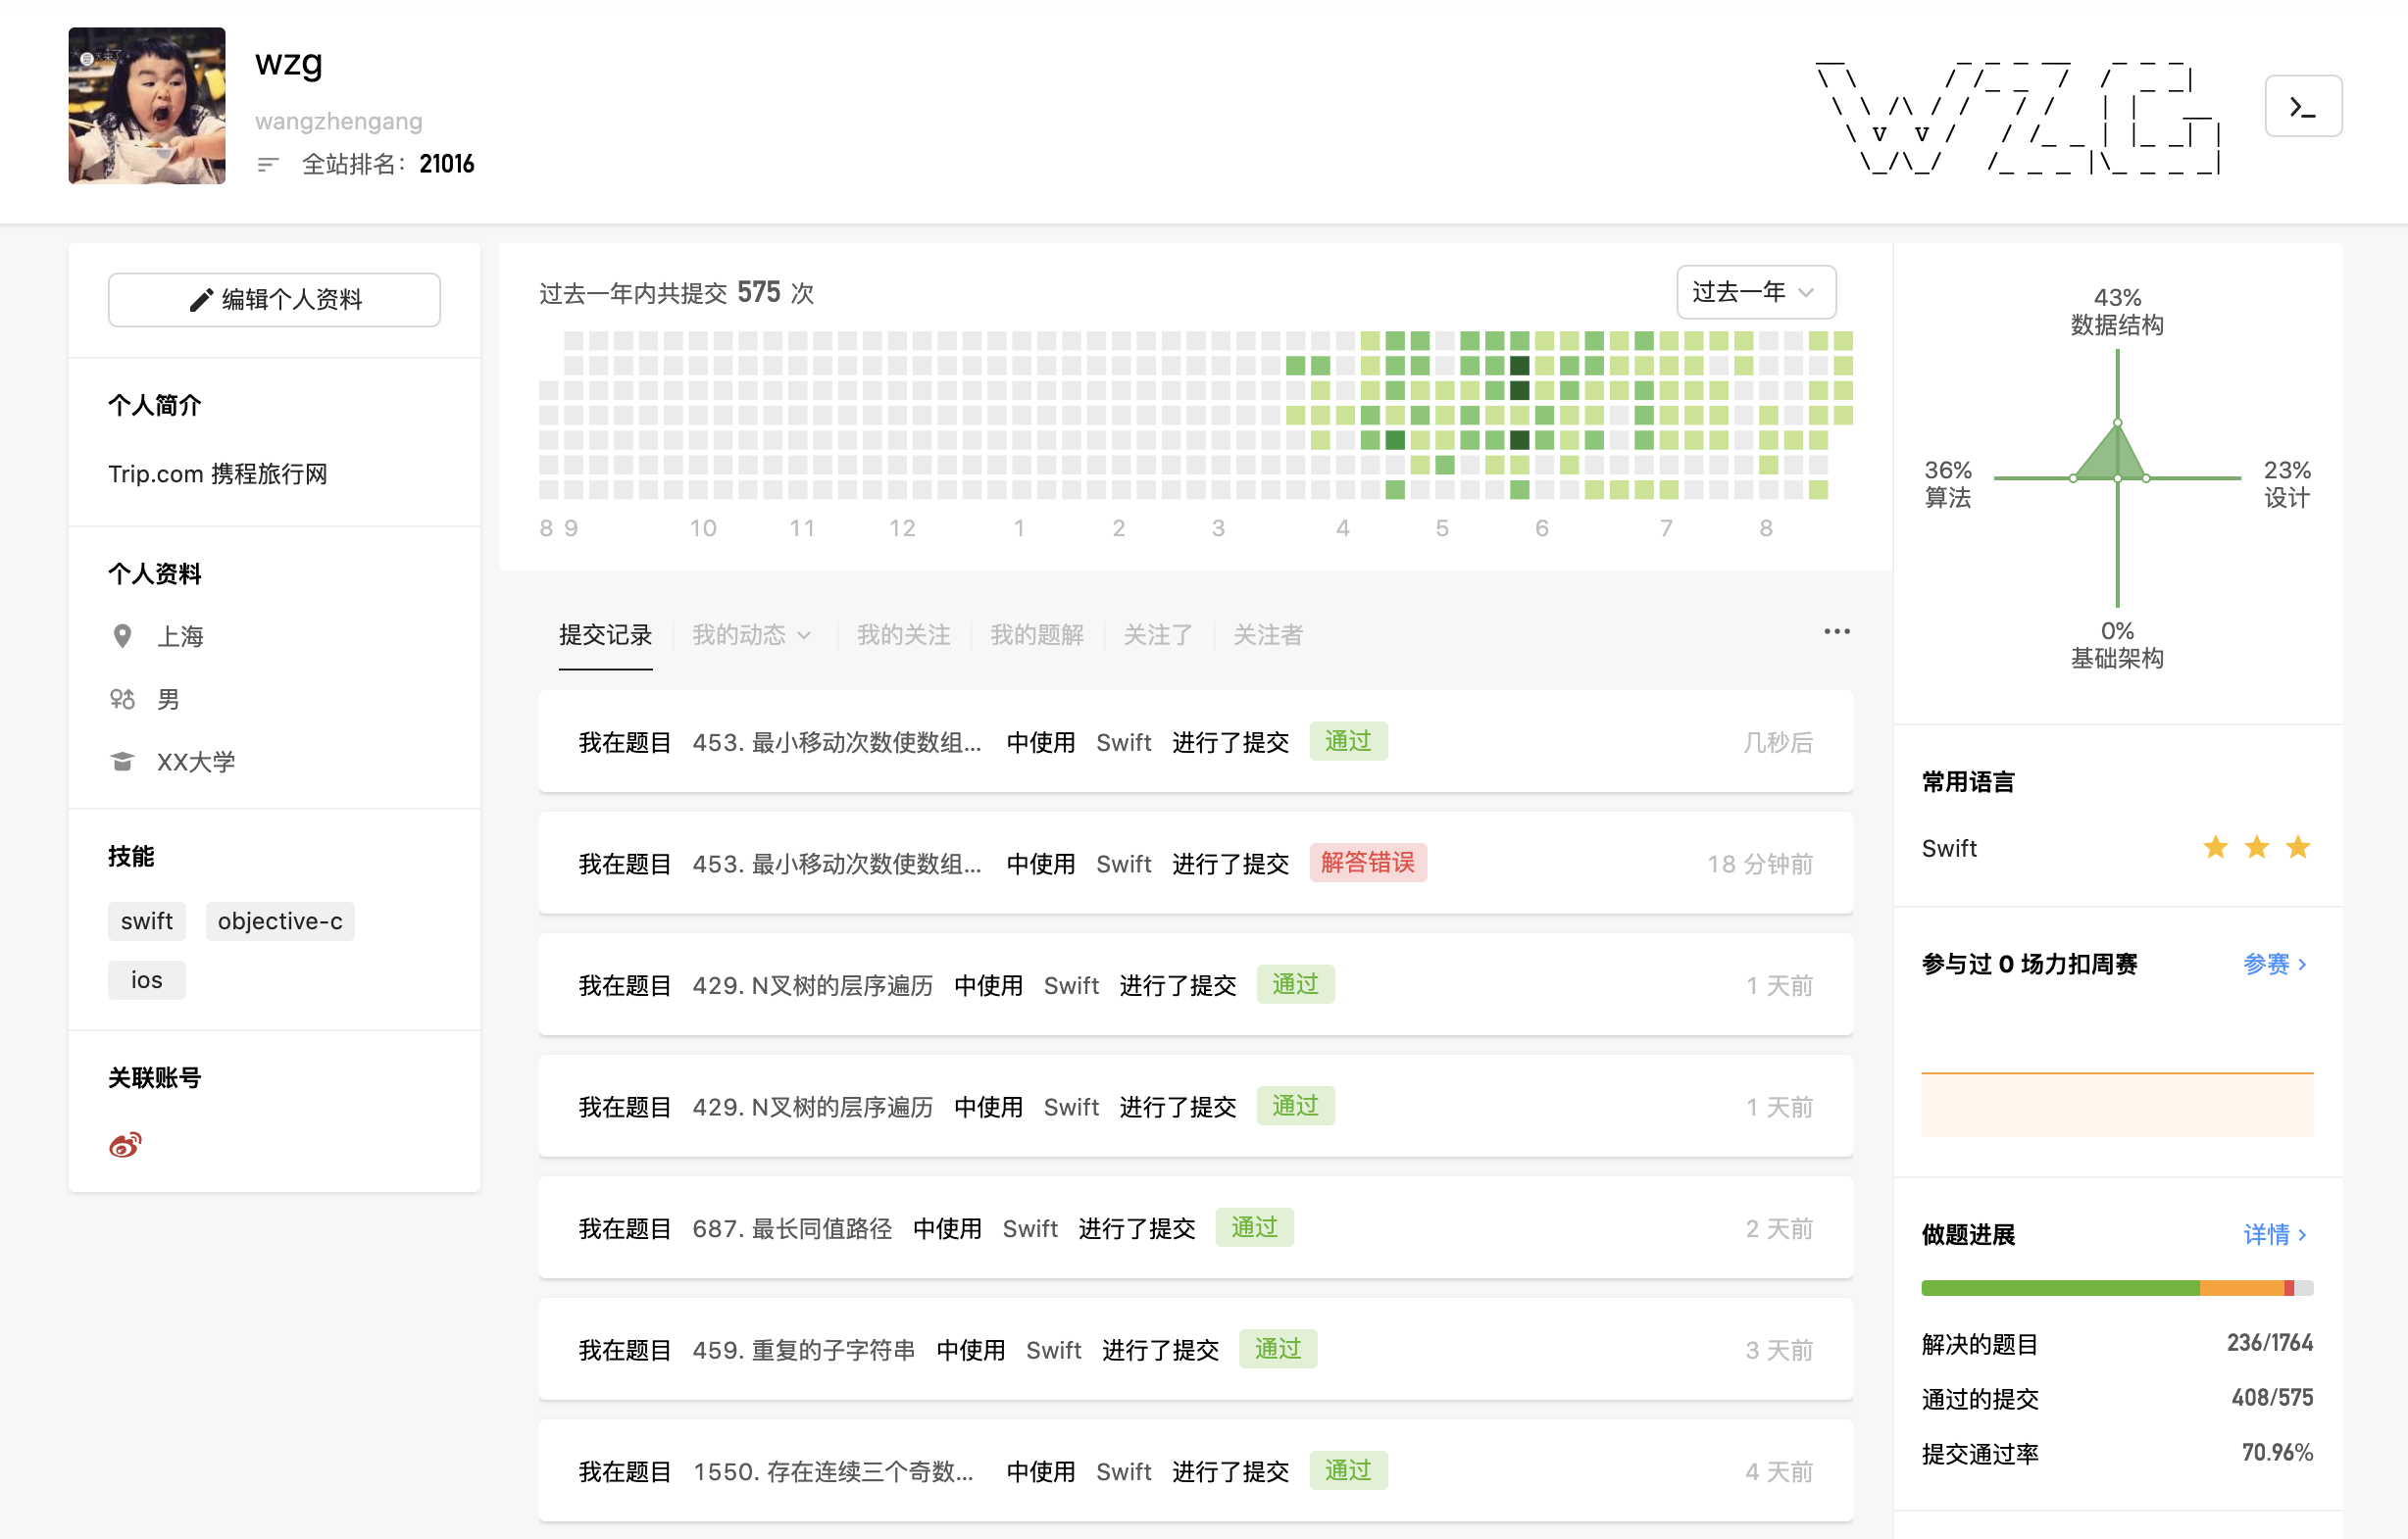 wzg
wangzhengang
全站排名： 21016
>_
编辑个人资料
个人简介
Trip.com 携程旅行网
个人资料
上海
男
XX大学
技能
swift objective-c
ios
关联账号
过去一年内共提交 575 次
过去一年
8 9 10 11 12 1 2 3 4 5 6 7 8
提交记录 我的动态 我的关注 我的题解 关注了 关注者
我在题目 453. 最小移动次数使数组... 中使用 Swift 进行了提交 通过 几秒后
我在题目 453. 最小移动次数使数组... 中使用 Swift 进行了提交 解答错误 18 分钟前
我在题目 429. N叉树的层序遍历 中使用 Swift 进行了提交 通过 1 天前
我在题目 429. N叉树的层序遍历 中使用 Swift 进行了提交 通过 1 天前
我在题目 687. 最长同值路径 中使用 Swift 进行了提交 通过 2 天前
我在题目 459. 重复的子字符串 中使用 Swift 进行了提交 通过 3 天前
我在题目 1550. 存在连续三个奇数... 中使用 Swift 进行了提交 通过 4 天前
43%
数据结构
36%
算法
23%
设计
0%
基础架构
常用语言
Swift
参与过 0 场力扣周赛 参赛 >
做题进展 详情 >
解决的题目 236/1764
通过的提交 408/575
提交通过率 70.96%